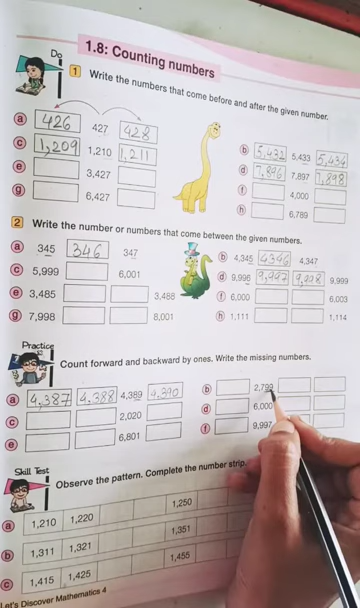 1.8: Counting numbers
Do
1 Write the numbers that come before and after the given number.
a 426 427 428
b 5,432 5,433 5,434
c 1,209 1,210 1,211
d 7,896 7,897 7,898
e 3,427
f 4,000
g 6,427
h 6,789
2 Write the number or numbers that come between the given numbers.
a 345 346 347
b 4,345 4346 4,347
c 5,999 6,001
d 9,996 9,997 9,998 9,999
e 3,485 3,488
f 6,000 6,003
g 7,998 8,001
h 1,111 1,114
Practice
Count forward and backward by ones. Write the missing numbers.
a 4,387 4,388 4,389 4,390
b 2,799
c 2,020
d 6,000
e 6,801
f 9,997
Skill Test
Observe the pattern. Complete the number strip.
a 1,210 1,220 1,250
b 1,311 1,321 1,351
c 1,415 1,425 1,455
Let's Discover Mathematics 4